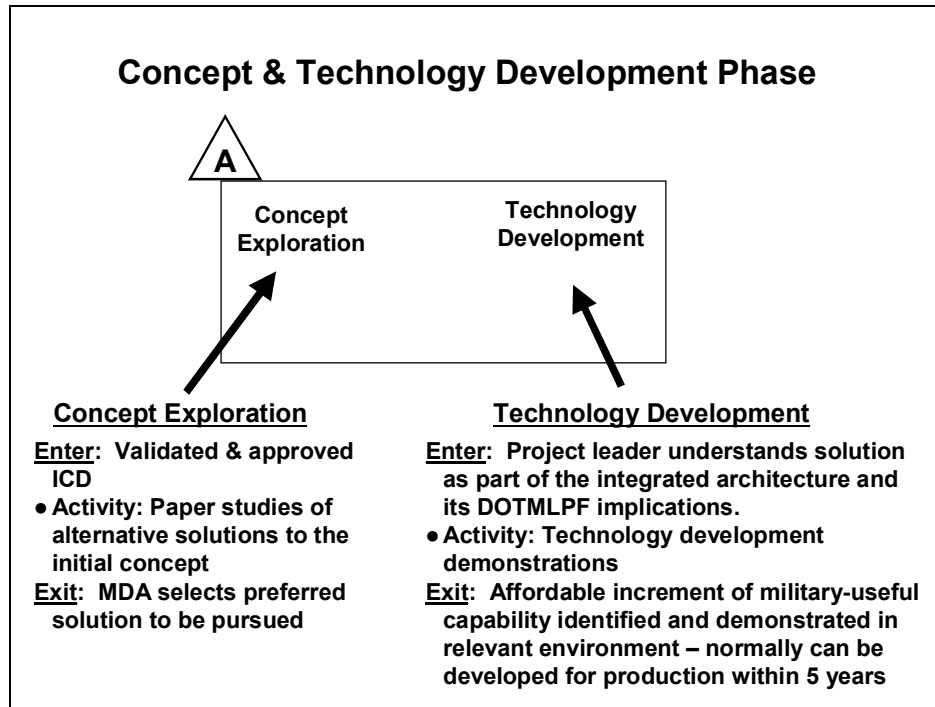 Concept & Technology Development Phase
A
Concept
Exploration
Technology
Development
Concept Exploration
Enter: Validated & approved
ICD
● Activity: Paper studies of
alternative solutions to the
initial concept
Exit: MDA selects preferred
solution to be pursued
Technology Development
Enter: Project leader understands solution
as part of the integrated architecture and
its DOTMLPF implications.
● Activity: Technology development
demonstrations
Exit: Affordable increment of military-useful
capability identified and demonstrated in
relevant environment – normally can be
developed for production within 5 years